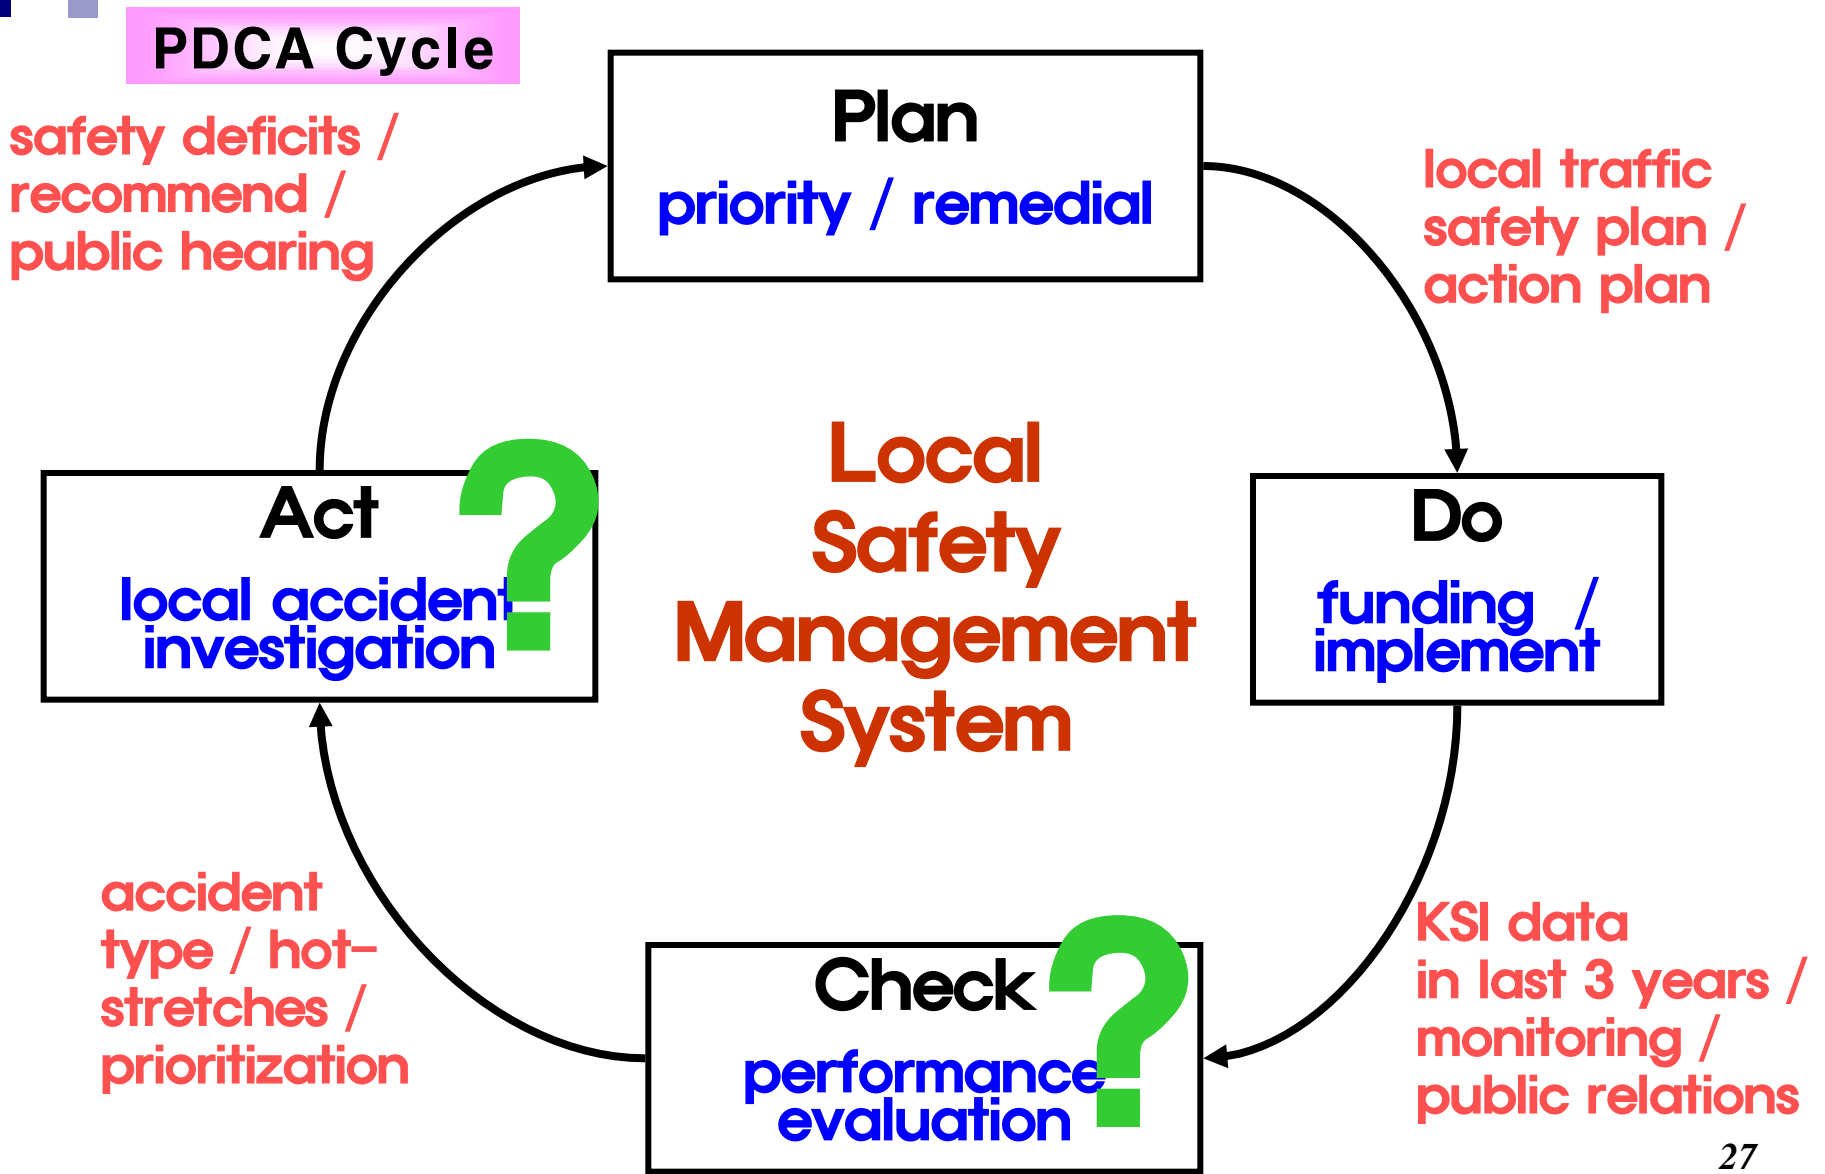 PDCA Cycle
Plan
priority / remedial
safety deficits /
recommend /
public hearing
local traffic
safety plan /
action plan
Local
Safety
Management
System
Act
local accident
investigation
?
Do
funding /
implement
accident
type / hot-
stretches /
prioritization
Check
performance
evaluation
?
KSI data
in last 3 years /
monitoring /
public relations
27